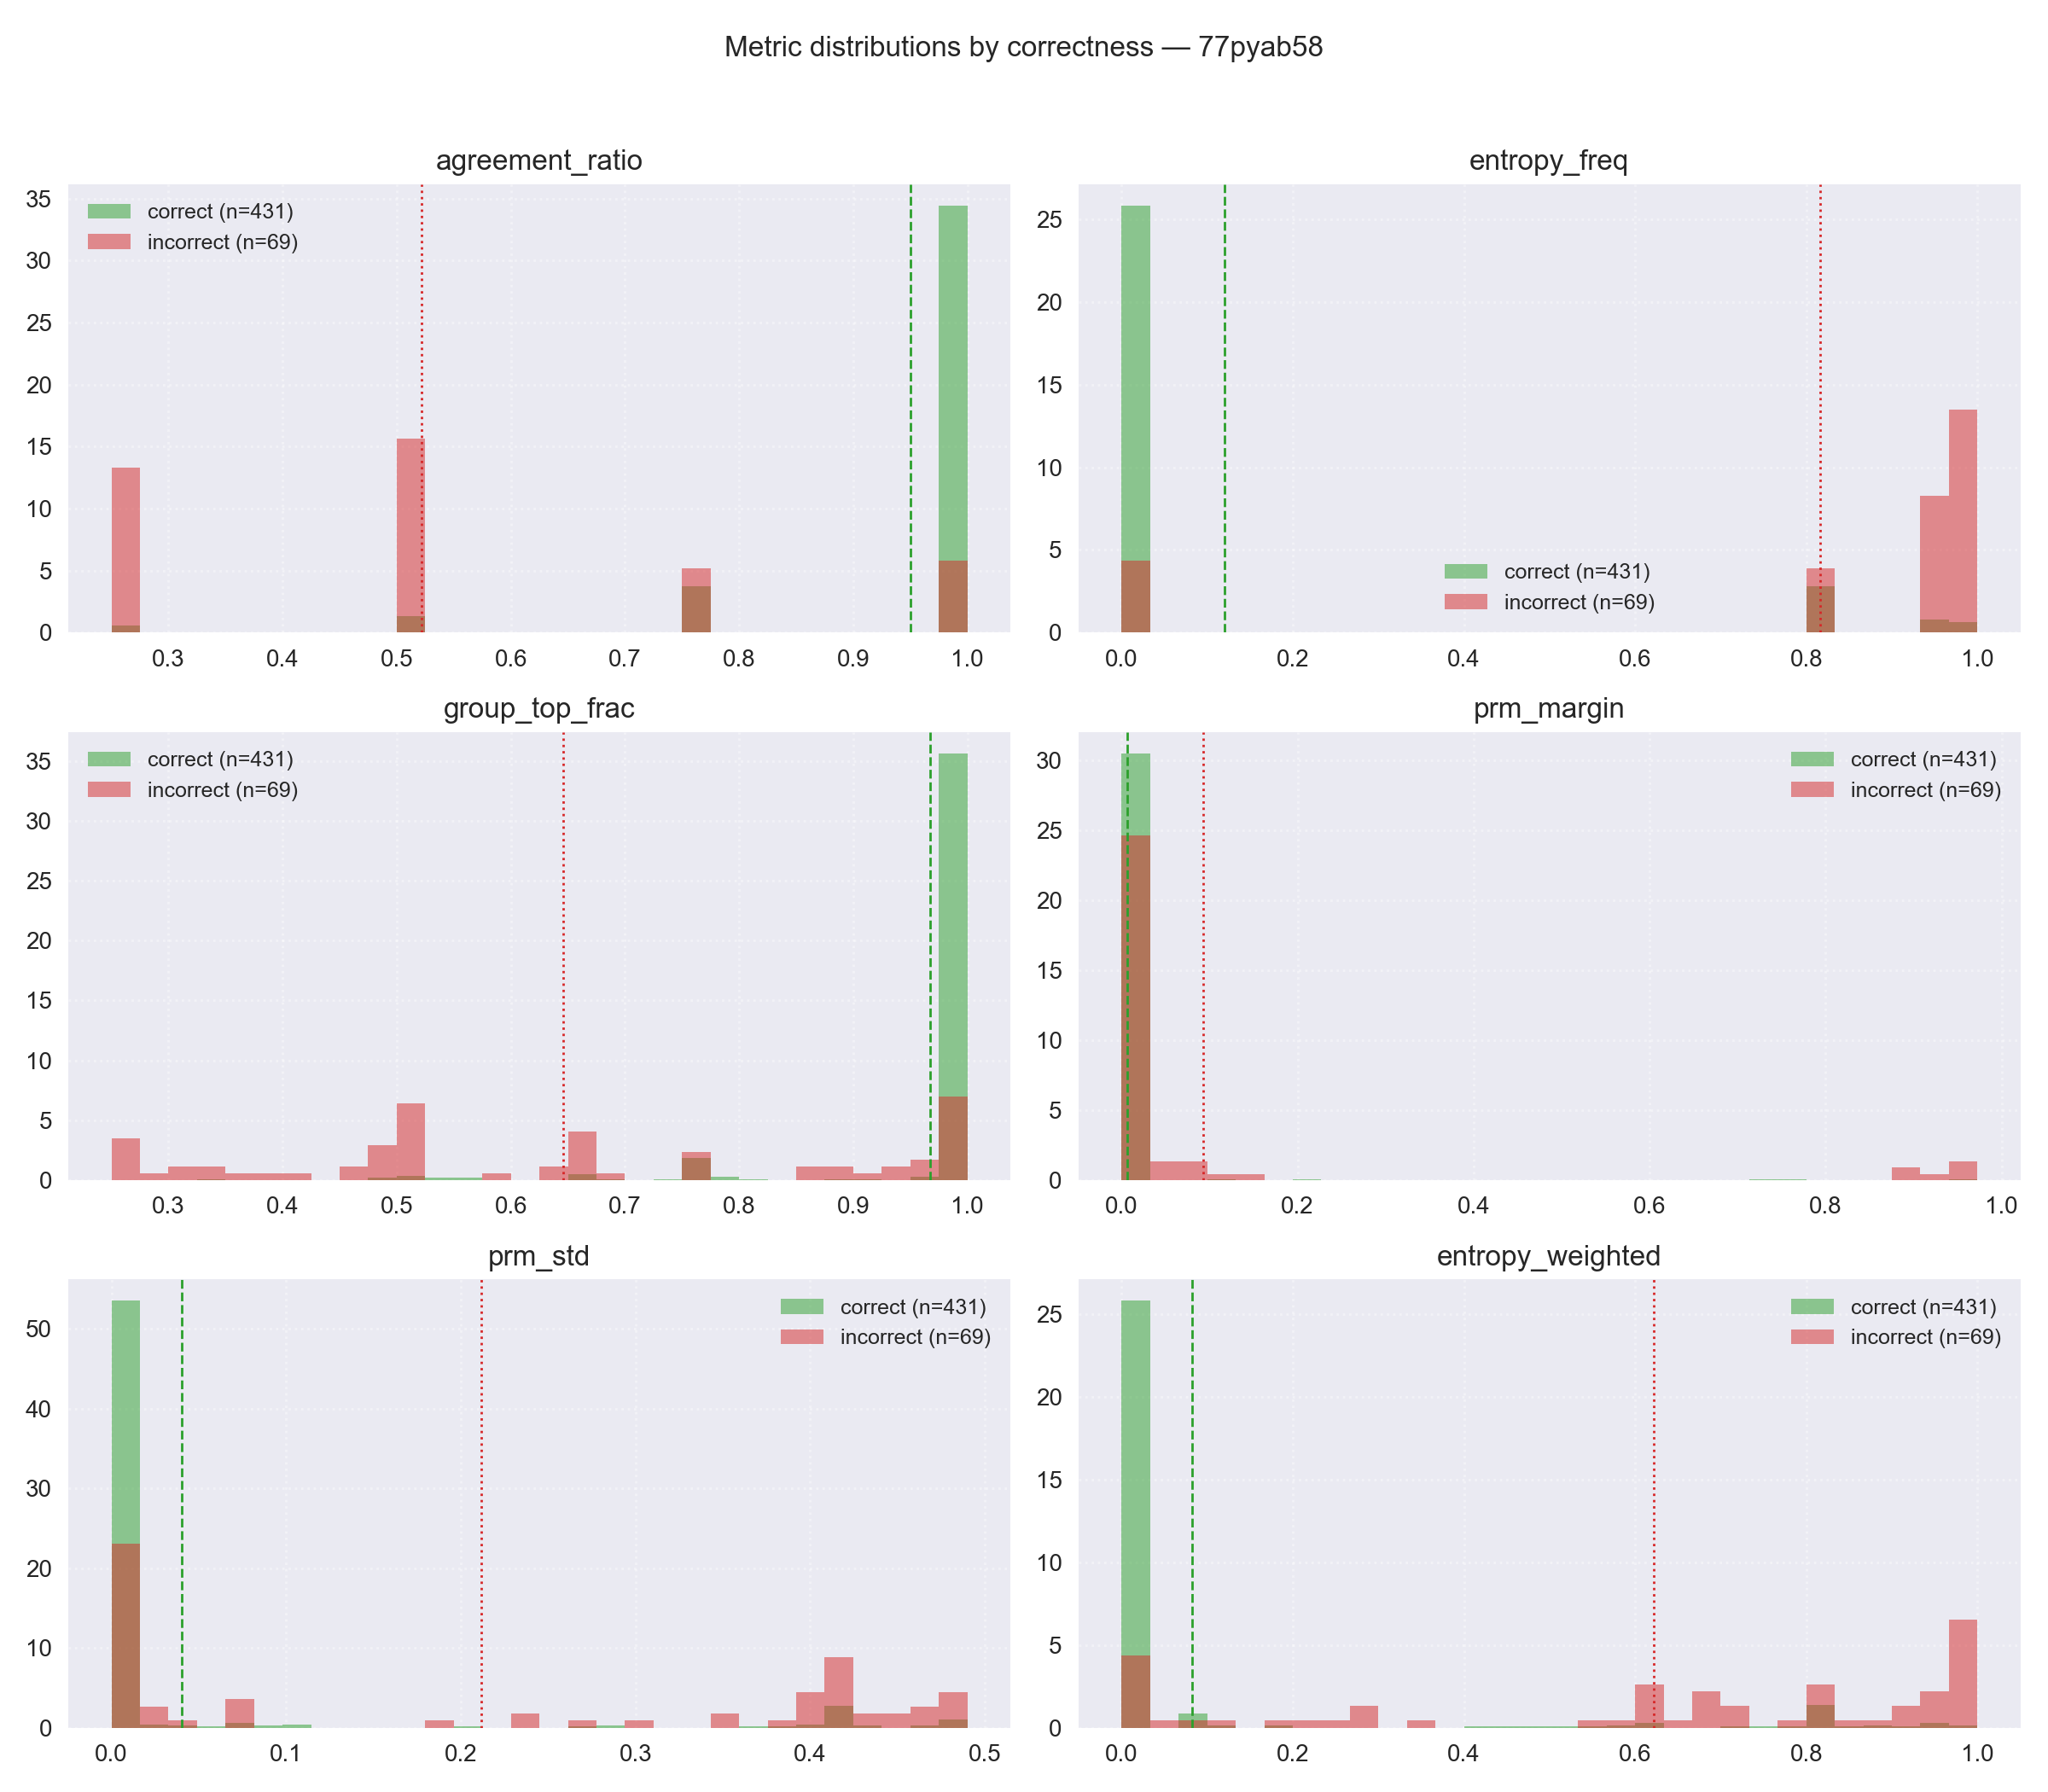 Metric distributions by correctness — 77pyab58
agreement_ratio
35
30
25
20
15
10
5
0
correct (n=431)
incorrect (n=69)
0.3 0.4 0.5 0.6 0.7 0.8 0.9 1.0
entropy_freq
25
20
15
10
5
0
correct (n=431)
incorrect (n=69)
0.0 0.2 0.4 0.6 0.8 1.0
group_top_frac
35
30
25
20
15
10
5
0
correct (n=431)
incorrect (n=69)
0.3 0.4 0.5 0.6 0.7 0.8 0.9 1.0
prm_margin
30
25
20
15
10
5
0
correct (n=431)
incorrect (n=69)
0.0 0.2 0.4 0.6 0.8 1.0
prm_std
50
40
30
20
10
0
correct (n=431)
incorrect (n=69)
0.0 0.1 0.2 0.3 0.4 0.5
entropy_weighted
25
20
15
10
5
0
correct (n=431)
incorrect (n=69)
0.0 0.2 0.4 0.6 0.8 1.0